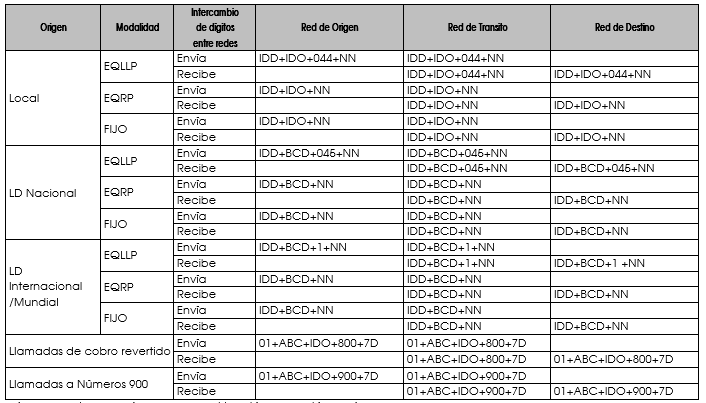 Origen Modalidad Intercambio de dígitos entre redes Red de Origen Red de Transito Red de Destino
Local EQLLP Envía IDD+IDO+044+NN IDD+IDO+044+NN
Recibe IDD+IDO+044+NN IDD+IDO+044+NN
EQRP Envía IDD+IDO+NN IDD+IDO+NN
Recibe IDD+IDO+NN IDD+IDO+NN
FIJO Envía IDD+IDO+NN IDD+IDO+NN
Recibe IDD+IDO+NN IDD+IDO+NN
LD Nacional EQLLP Envía IDD+BCD+045+NN IDD+BCD+045+NN
Recibe IDD+BCD+045+NN IDD+BCD+045+NN
EQRP Envía IDD+BCD+NN IDD+BCD+NN
Recibe IDD+BCD+NN IDD+BCD+NN
FIJO Envía IDD+BCD+NN IDD+BCD+NN
Recibe IDD+BCD+NN IDD+BCD+NN
LD Internacional /Mundial EQLLP Envía IDD+BCD+1+NN IDD+BCD+1+NN
Recibe IDD+BCD+1+NN IDD+BCD+1 +NN
EQRP Envía IDD+BCD+NN IDD+BCD+NN
Recibe IDD+BCD+NN IDD+BCD+NN
FIJO Envía IDD+BCD+NN IDD+BCD+NN
Recibe IDD+BCD+NN IDD+BCD+NN
Llamadas de cobro revertido Envía 01+ABC+IDO+800+7D 01+ABC+IDO+800+7D
Recibe 01+ABC+IDO+800+7D 01+ABC+IDO+800+7D
Llamadas a Números 900 Envía 01+ABC+IDO+900+7D 01+ABC+IDO+900+7D
Recibe 01+ABC+IDO+900+7D 01+ABC+IDO+900+7D